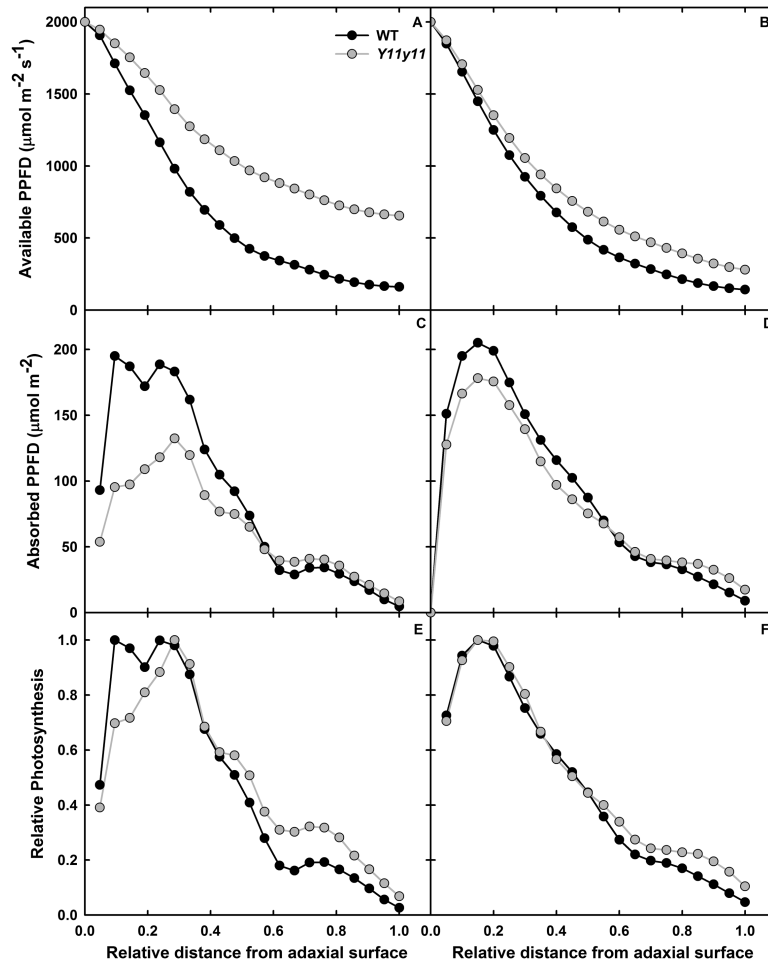 2000
1500
1000
500
0
Available PPFD (μmol m-2 s-1)
A
WT
Y11y11
B
200
150
100
50
0
Absorbed PPFD (μmol m-2)
C
D
1.0
0.8
0.6
0.4
0.2
0.0
Relative Photosynthesis
E
F
0.0 0.2 0.4 0.6 0.8 1.0 0.0 0.2 0.4 0.6 0.8 1.0
Relative distance from adaxial surface Relative distance from adaxial surface